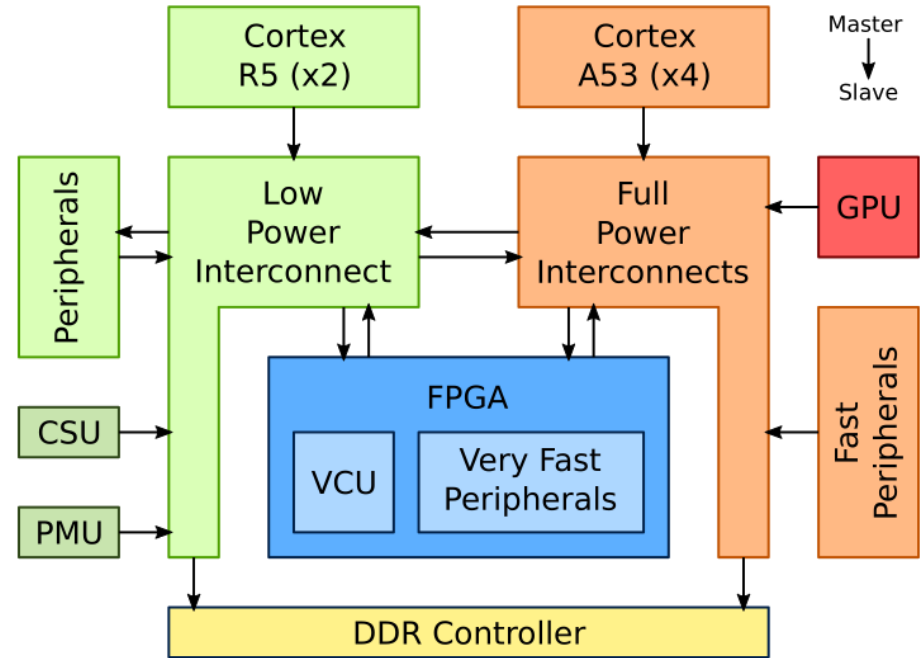 Cortex
R5 (x2)
Cortex
A53 (x4)
Master
Slave
Peripherals
Low
Power
Interconnect
Full
Power
Interconnects
GPU
FPGA
VCU
Very Fast
Peripherals
CSU
PMU
Fast
Peripherals
DDR Controller